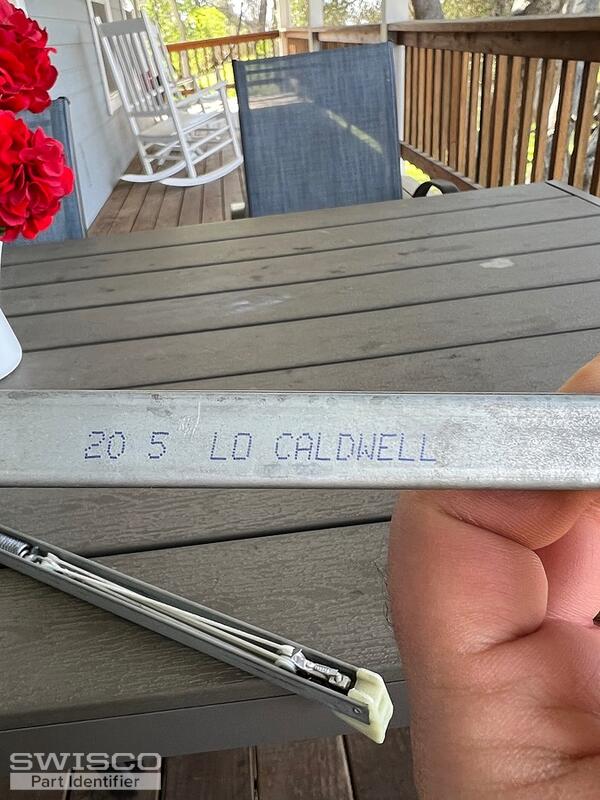 20 5 LO CALDWELL
SWISCO
Part Identifier